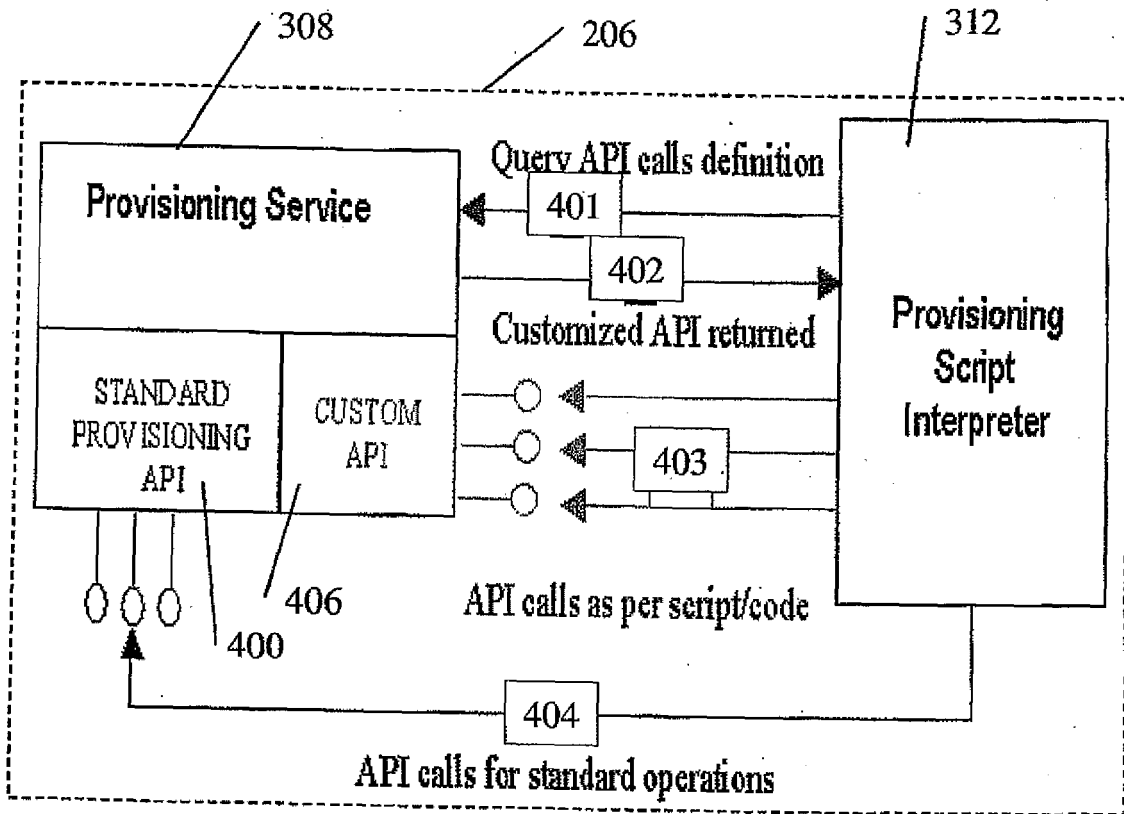 308
206
312
Query API calls definition
Provisioning Service
401
402
Customized API returned
Provisioning
Script
Interpreter
STANDARD
PROVISIONING
API
CUSTOM
API
403
406
400
API calls as per script/code
404
API calls for standard operations